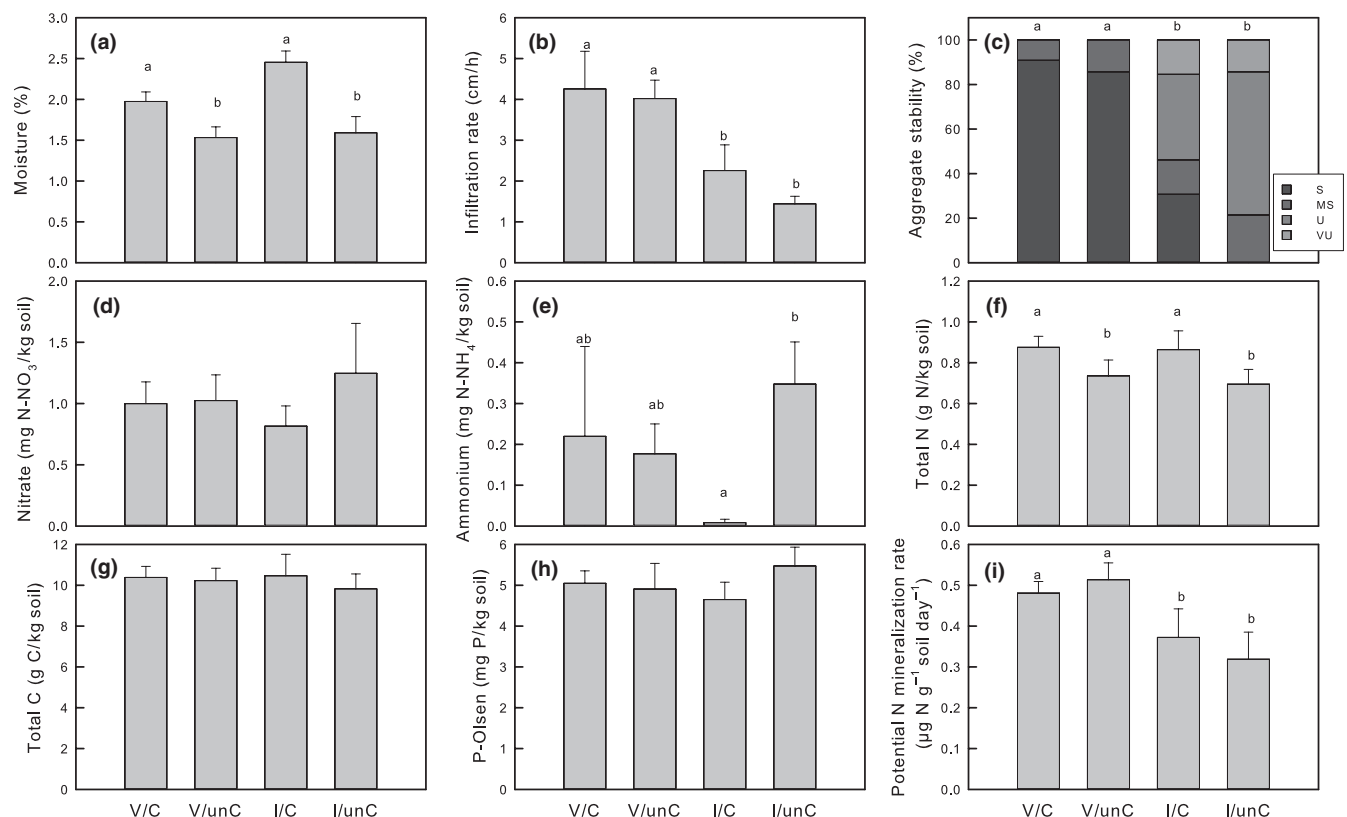 (a)
Moisture (%)
3.0
2.5
2.0
1.5
1.0
0.5
0.0
a
b
a
b
(b)
Infiltration rate (cm/h)
6
5
4
3
2
1
0
a
a
b
b
(c)
Aggregate stability (%)
100
80
60
40
20
0
a
a
b
b
S
MS
U
VU
(d)
Nitrate (mg N-NO3/kg soil)
2.0
1.5
1.0
0.5
0.0
(e)
Ammonium (mg N-NH4/kg soil)
0.6
0.5
0.4
0.3
0.2
0.1
0.0
ab
ab
a
b
(f)
Total N (g N/kg soil)
1.2
1.0
0.8
0.6
0.4
0.2
0.0
a
b
a
b
(g)
Total C (g C/kg soil)
12
10
8
6
4
2
0
V/C V/unC I/C I/unC
(h)
P-Olsen (mg P/kg soil)
6
5
4
3
2
1
0
V/C V/unC I/C I/unC
(i)
Potential N mineralization rate
(µg N g⁻¹ soil day⁻¹)
0.6
0.5
0.4
0.3
0.2
0.1
0.0
a
a
b
b
V/C V/unC I/C I/unC